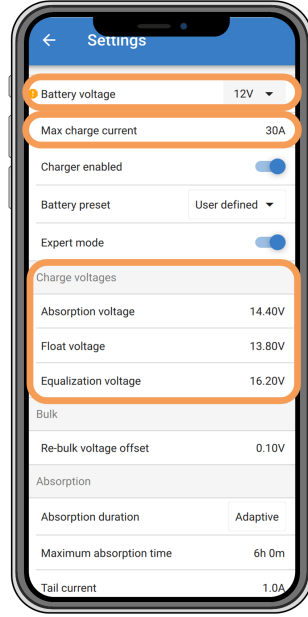 Settings
Battery voltage 12V
Max charge current 30A
Charger enabled
Battery preset User defined
Expert mode
Charge voltages
Absorption voltage 14.40V
Float voltage 13.80V
Equalization voltage 16.20V
Bulk
Re-bulk voltage offset 0.10V
Absorption
Absorption duration Adaptive
Maximum absorption time 6h 0m
Tail current 1.0A